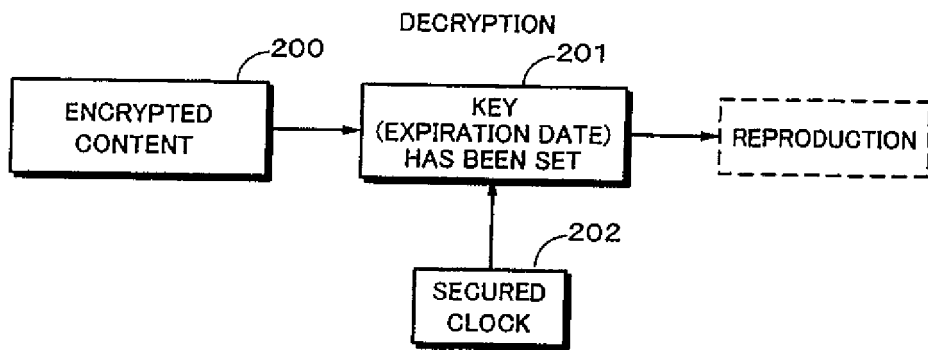 DECRYPTION
200
201
ENCRYPTED
CONTENT
KEY
(EXPIRATION DATE)
HAS BEEN SET
REPRODUCTION
202
SECURED
CLOCK